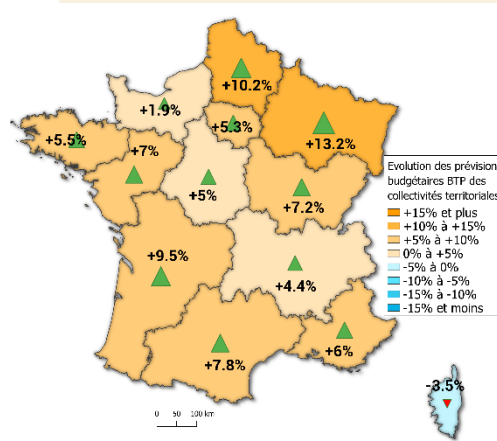 +10.2%
+1.9%
+5.3%
+13.2%
+5.5%
+7%
+5%
+7.2%
+9.5%
+4.4%
+7.8%
+6%
-3.5%
Evolution des prévision
budgétaires BTP des
collectivités territoriales
+15% et plus
+10% à +15%
+5% à +10%
0% à +5%
-5% à 0%
-10% à -5%
-15% à -10%
-15% et moins
0 50 100 km